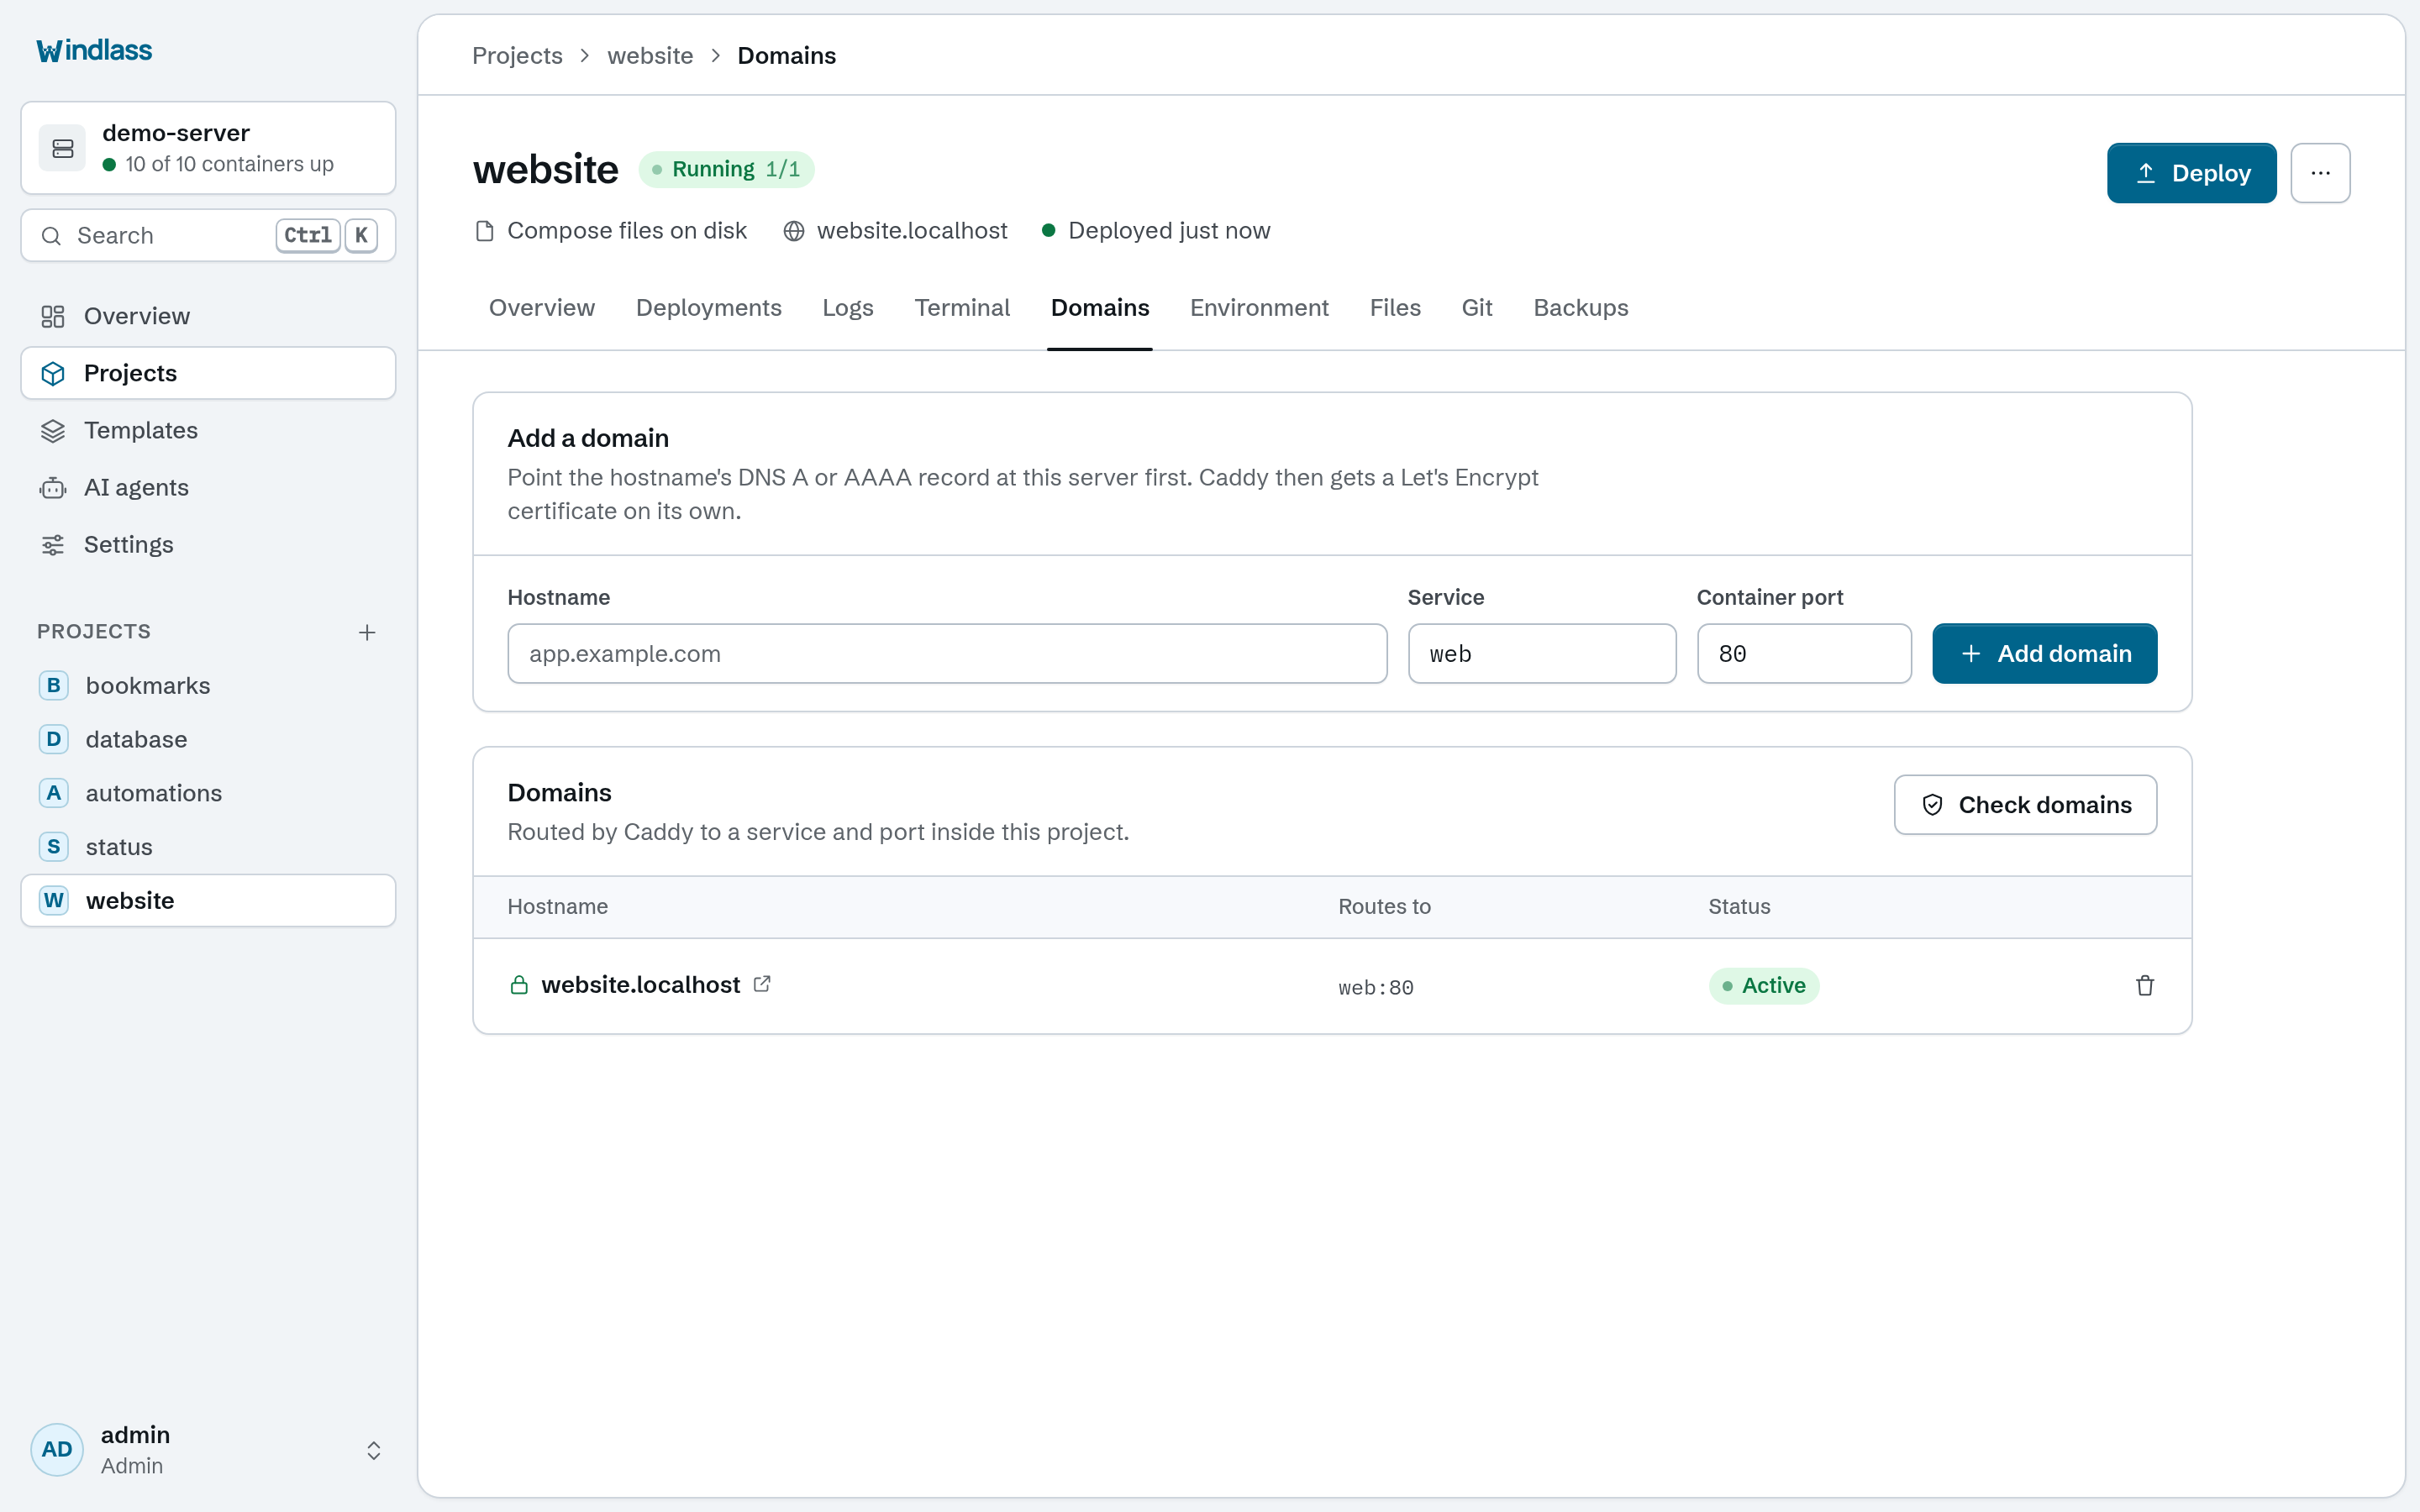 Windlass
demo-server
10 of 10 containers up
Search Ctrl K
Overview
Projects
Templates
AI agents
Settings
PROJECTS
B bookmarks
D database
A automations
S status
W website
AD admin
Admin
Projects > website > Domains
website Running 1/1
Deploy ...
Compose files on disk website.localhost Deployed just now
Overview Deployments Logs Terminal Domains Environment Files Git Backups
Add a domain
Point the hostname's DNS A or AAAA record at this server first. Caddy then gets a Let's Encrypt
certificate on its own.
Hostname Service Container port
app.example.com web 80 Add domain
Domains
Routed by Caddy to a service and port inside this project.
Check domains
Hostname Routes to Status
website.localhost web:80 Active